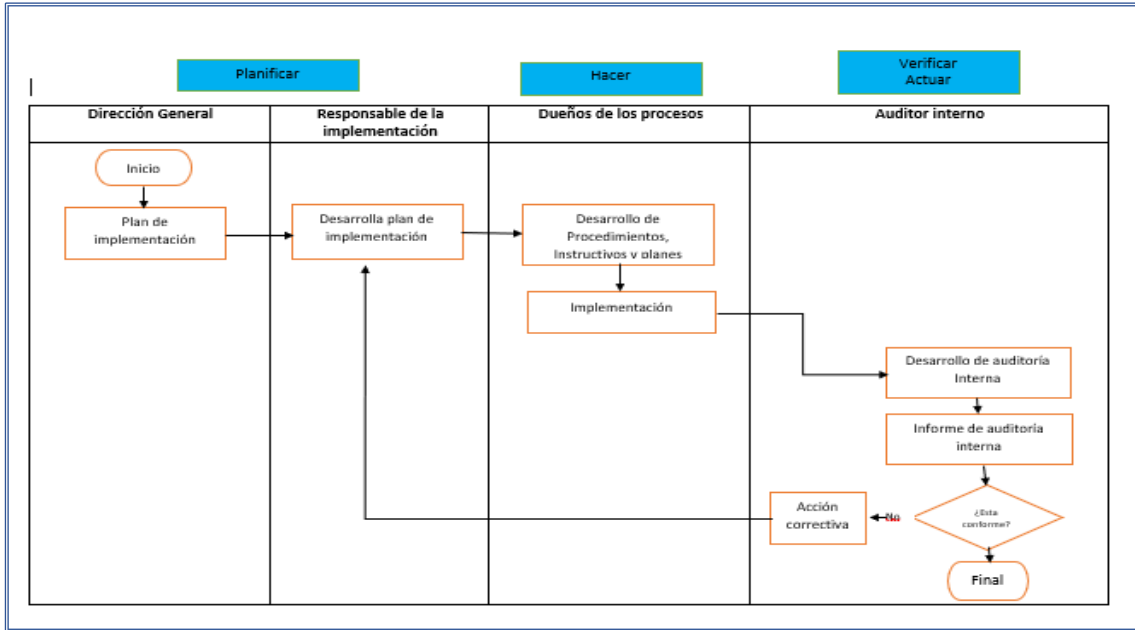 Planificar
Hacer
Verificar
Actuar
Dirección General
Responsable de la
implementación
Dueños de los procesos
Auditor interno
Inicio
Plan de
implementación
Desarrolla plan de
implementación
Desarrollo de
Procedimientos,
Instructivos y planes
Implementación
Desarrollo de auditoría
Interna
Informe de auditoría
interna
¿Esta
conforme?
No
Acción
correctiva
Final